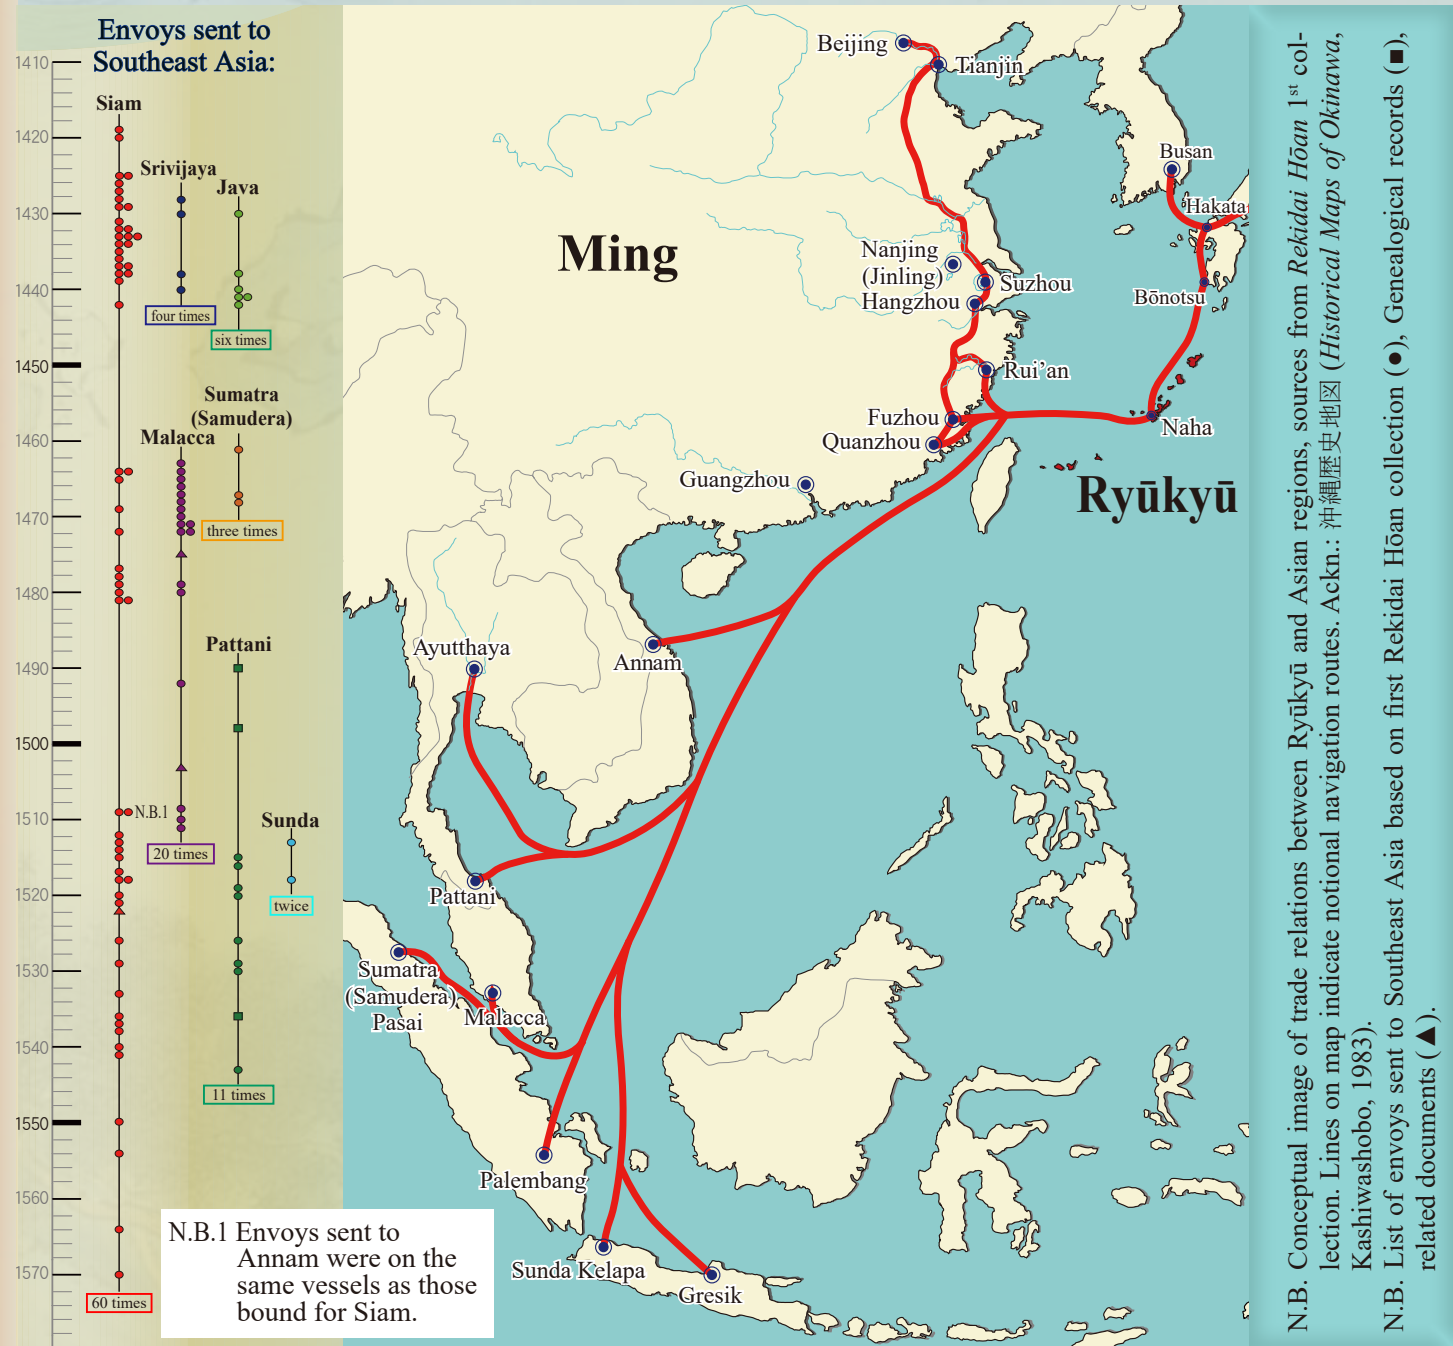 Envoys sent to
Southeast Asia:
1410
1420
1430
1440
1450
1460
1470
1480
1490
1500
1510
1520
1530
1540
1550
1560
1570
Siam
N.B.1
60 times
Srivijaya
four times
Java
six times
Sumatra
(Samudera)
three times
Malacca
20 times
Pattani
11 times
Sunda
twice
N.B.1 Envoys sent to
Annam were on the
same vessels as those
bound for Siam.
Beijing
Tianjin
Busan
Hakata
Ming
Nanjing
(Jinling)
Suzhou
Hangzhou
Bōnotsu
Rui’an
Fuzhou
Naha
Quanzhou
Guangzhou
Ryūkyū
Ayutthaya
Annam
Pattani
Sumatra
(Samudera)
Pasai
Malacca
Palembang
Sunda Kelapa
Gresik
N.B. Conceptual image of trade relations between Ryūkyū and Asian regions, sources from Rekidai Hōan 1st col-
lection. Lines on map indicate notional navigation routes. Ackn.: 沖縄歴史地図 (Historical Maps of Okinawa,
Kashiwashobo, 1983).
N.B. List of envoys sent to Southeast Asia based on first Rekidai Hōan collection (●), Genealogical records (■),
related documents (▲).